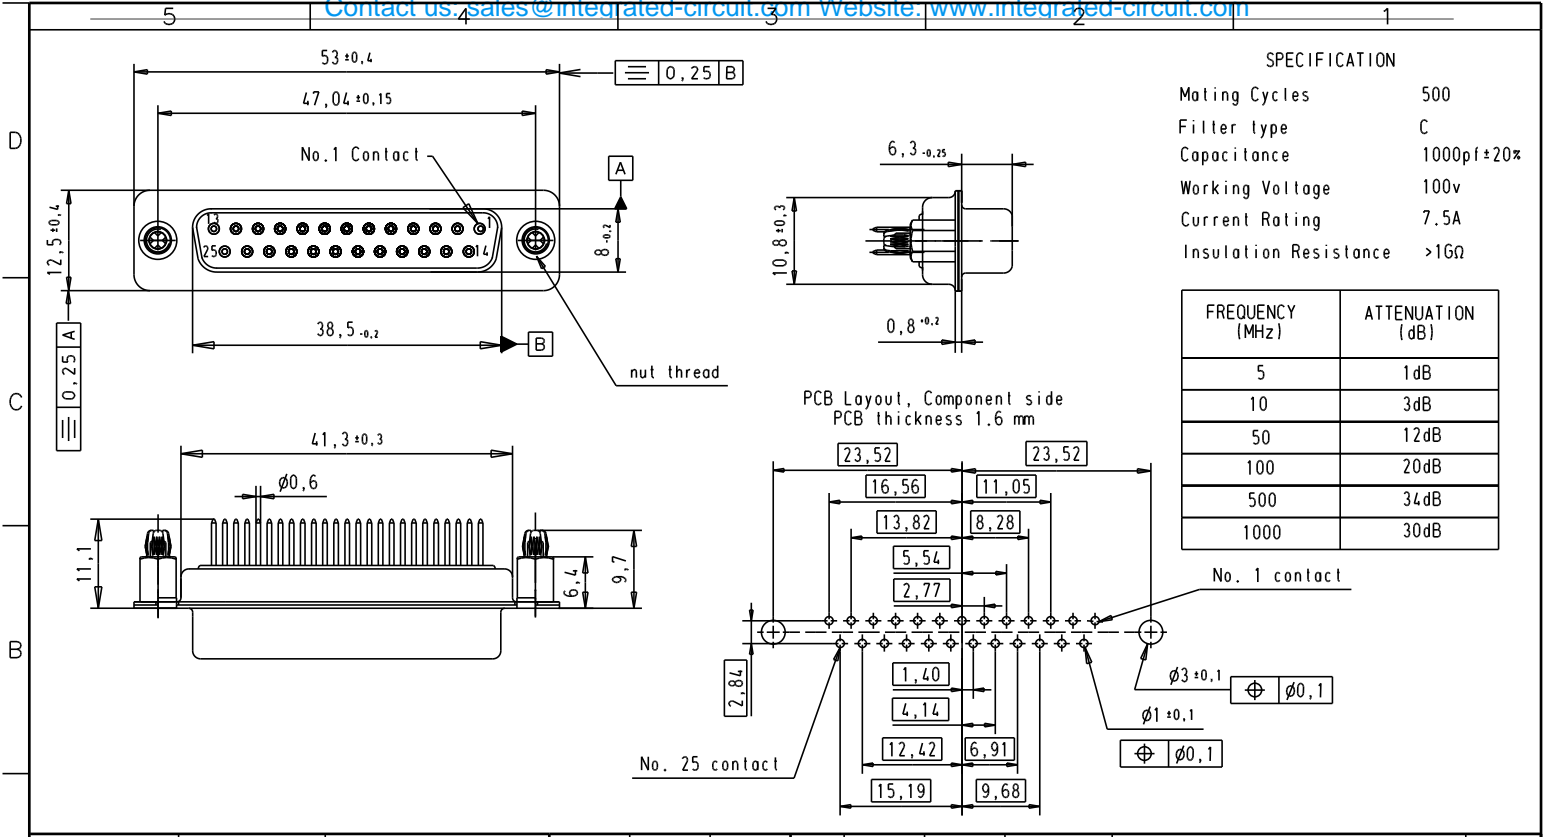 Contact us: sales@integrated-circuit.com Website: www.integrated-circuit.com
5 4 3 2 1
D
C
B
53 ±0,4
0,25 B
47,04 ±0,15
No.1 Contact
A
12,5 ±0,4
13 1
25 14
8 -0,2
38,5 -0,2
B
0,25 A
nut thread
6,3 -0,25
10,8 ±0,3
0,8 +0,2
SPECIFICATION
Mating Cycles 500
Filter type C
Capacitance 1000pf±20%
Working Voltage 100v
Current Rating 7.5A
Insulation Resistance >1GΩ
FREQUENCY (MHz) ATTENUATION (dB)
5 1dB
10 3dB
50 12dB
100 20dB
500 34dB
1000 30dB
41,3 ±0,3
Ø0,6
11,1
6,4
9,7
PCB Layout, Component side
PCB thickness 1.6 mm
23,52 23,52
16,56 11,05
13,82 8,28
5,54
2,77
No. 1 contact
2,84
1,40
4,14
12,42 6,91
15,19 9,68
No. 25 contact
Ø3 ±0,1
Ø0,1
Ø1 ±0,1
Ø0,1